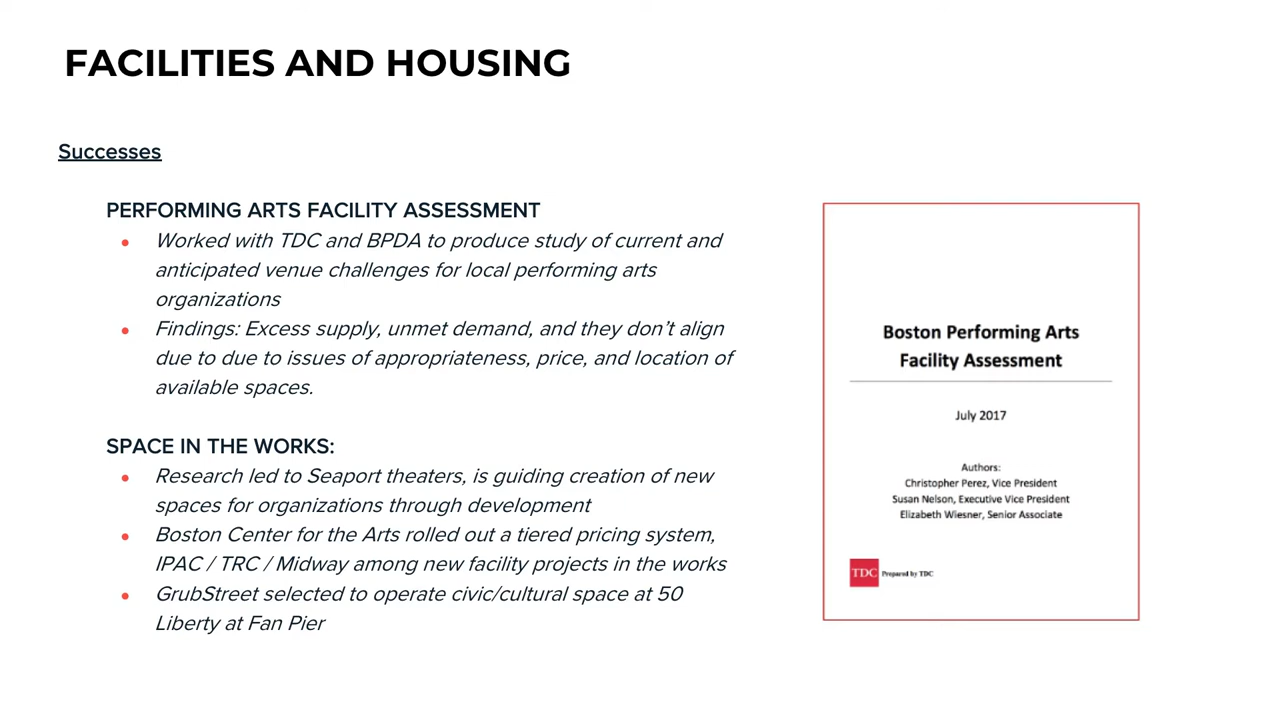 FACILITIES AND HOUSING
Successes
PERFORMING ARTS FACILITY ASSESSMENT
• Worked with TDC and BPDA to produce study of current and
anticipated venue challenges for local performing arts
organizations
• Findings: Excess supply, unmet demand, and they don’t align
due to due to issues of appropriateness, price, and location of
available spaces.
SPACE IN THE WORKS:
• Research led to Seaport theaters, is guiding creation of new
spaces for organizations through development
• Boston Center for the Arts rolled out a tiered pricing system,
IPAC / TRC / Midway among new facility projects in the works
• GrubStreet selected to operate civic/cultural space at 50
Liberty at Fan Pier
Boston Performing Arts
Facility Assessment
July 2017
Authors:
Christopher Perez, Vice President
Susan Nelson, Executive Vice President
Elizabeth Wiesner, Senior Associate
TDC Prepared by TDC